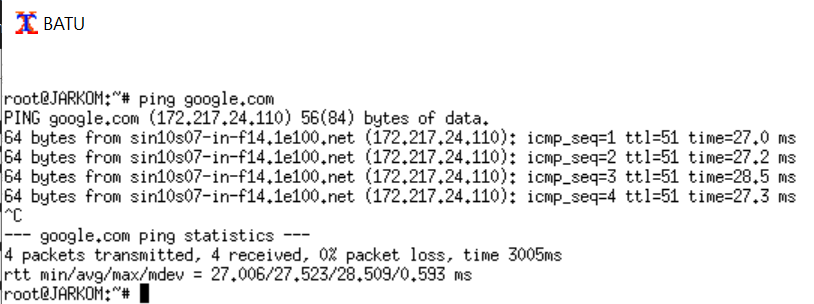 BATU
root@JARKOM:~# ping google.com
PING google.com (172.217.24.110) 56(84) bytes of data.
64 bytes from sin10s07-in-f14.1e100.net (172.217.24.110): icmp_seq=1 ttl=51 time=27.0 ms
64 bytes from sin10s07-in-f14.1e100.net (172.217.24.110): icmp_seq=2 ttl=51 time=27.2 ms
64 bytes from sin10s07-in-f14.1e100.net (172.217.24.110): icmp_seq=3 ttl=51 time=28.5 ms
64 bytes from sin10s07-in-f14.1e100.net (172.217.24.110): icmp_seq=4 ttl=51 time=27.3 ms
^C
--- google.com ping statistics ---
4 packets transmitted, 4 received, 0% packet loss, time 3005ms
rtt min/avg/max/mdev = 27.006/27.523/28.509/0.593 ms
root@JARKOM:~#